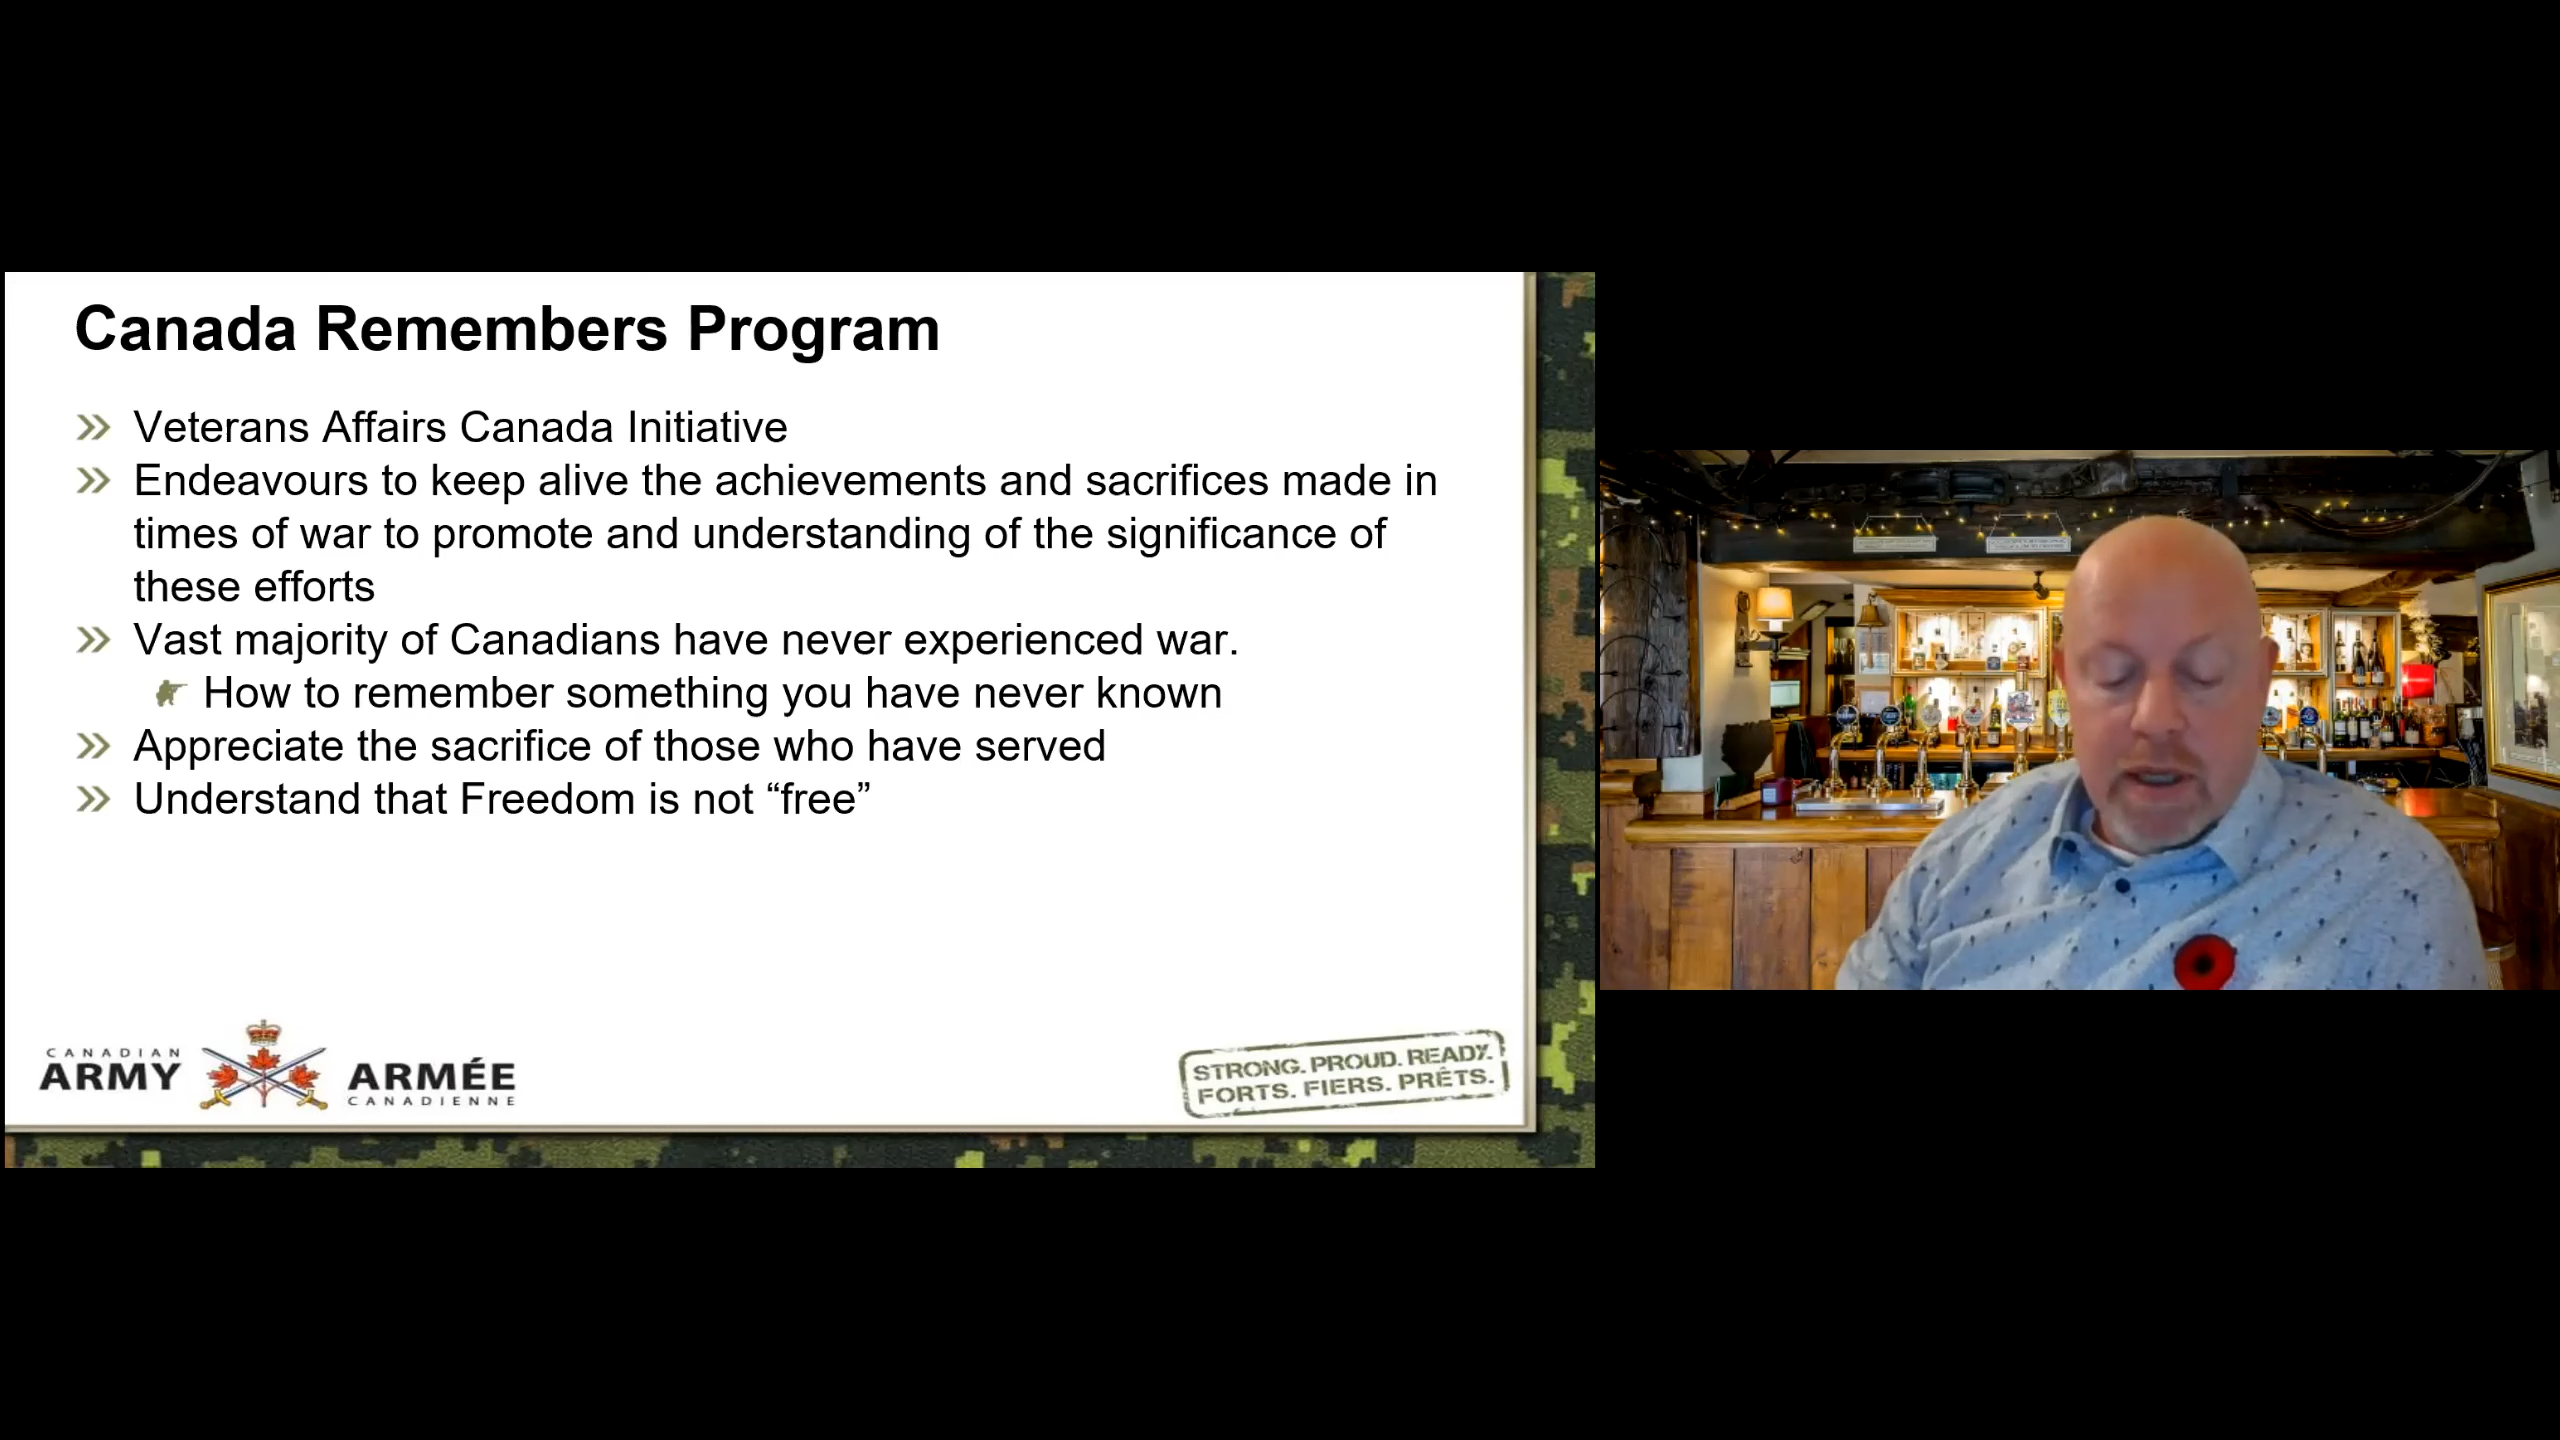 Canada Remembers Program
Veterans Affairs Canada Initiative
Endeavours to keep alive the achievements and sacrifices made in
times of war to promote and understanding of the significance of
these efforts
Vast majority of Canadians have never experienced war.
How to remember something you have never known
Appreciate the sacrifice of those who have served
Understand that Freedom is not “free”
CANADIAN
ARMY
ARMÉE
CANADIENNE
STRONG. PROUD. READY.
FORTS. FIERS. PRÊTS.